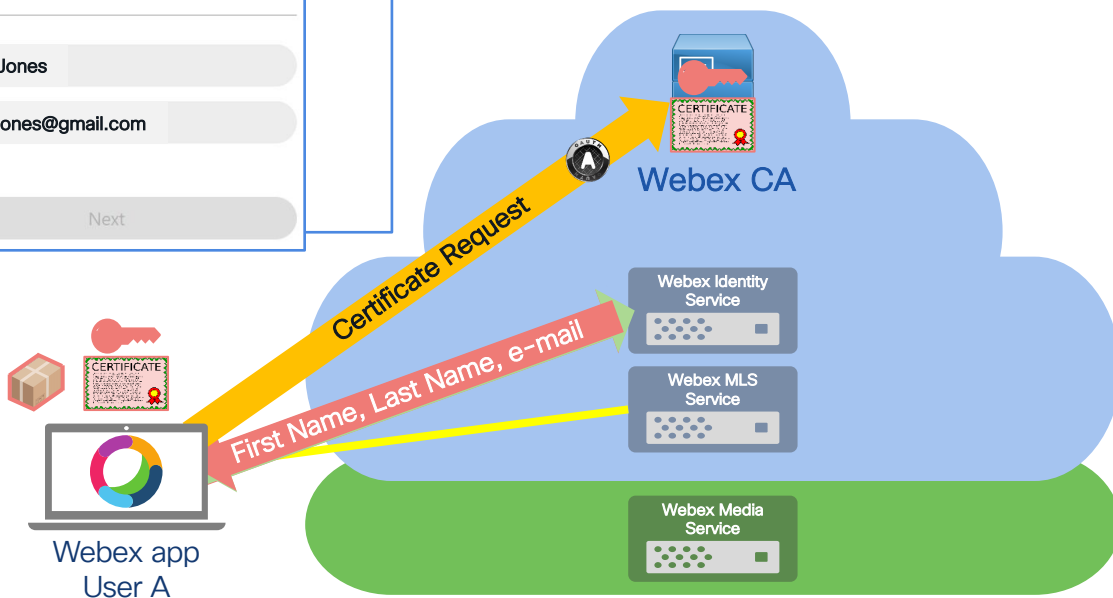 Jones
ones@gmail.com
Next
CERTIFICATE
Webex CA
Certificate Request
OAUTH
A
Webex Identity
Service
First Name, Last Name, e-mail
Webex MLS
Service
CERTIFICATE
Webex Media
Service
Webex app
User A